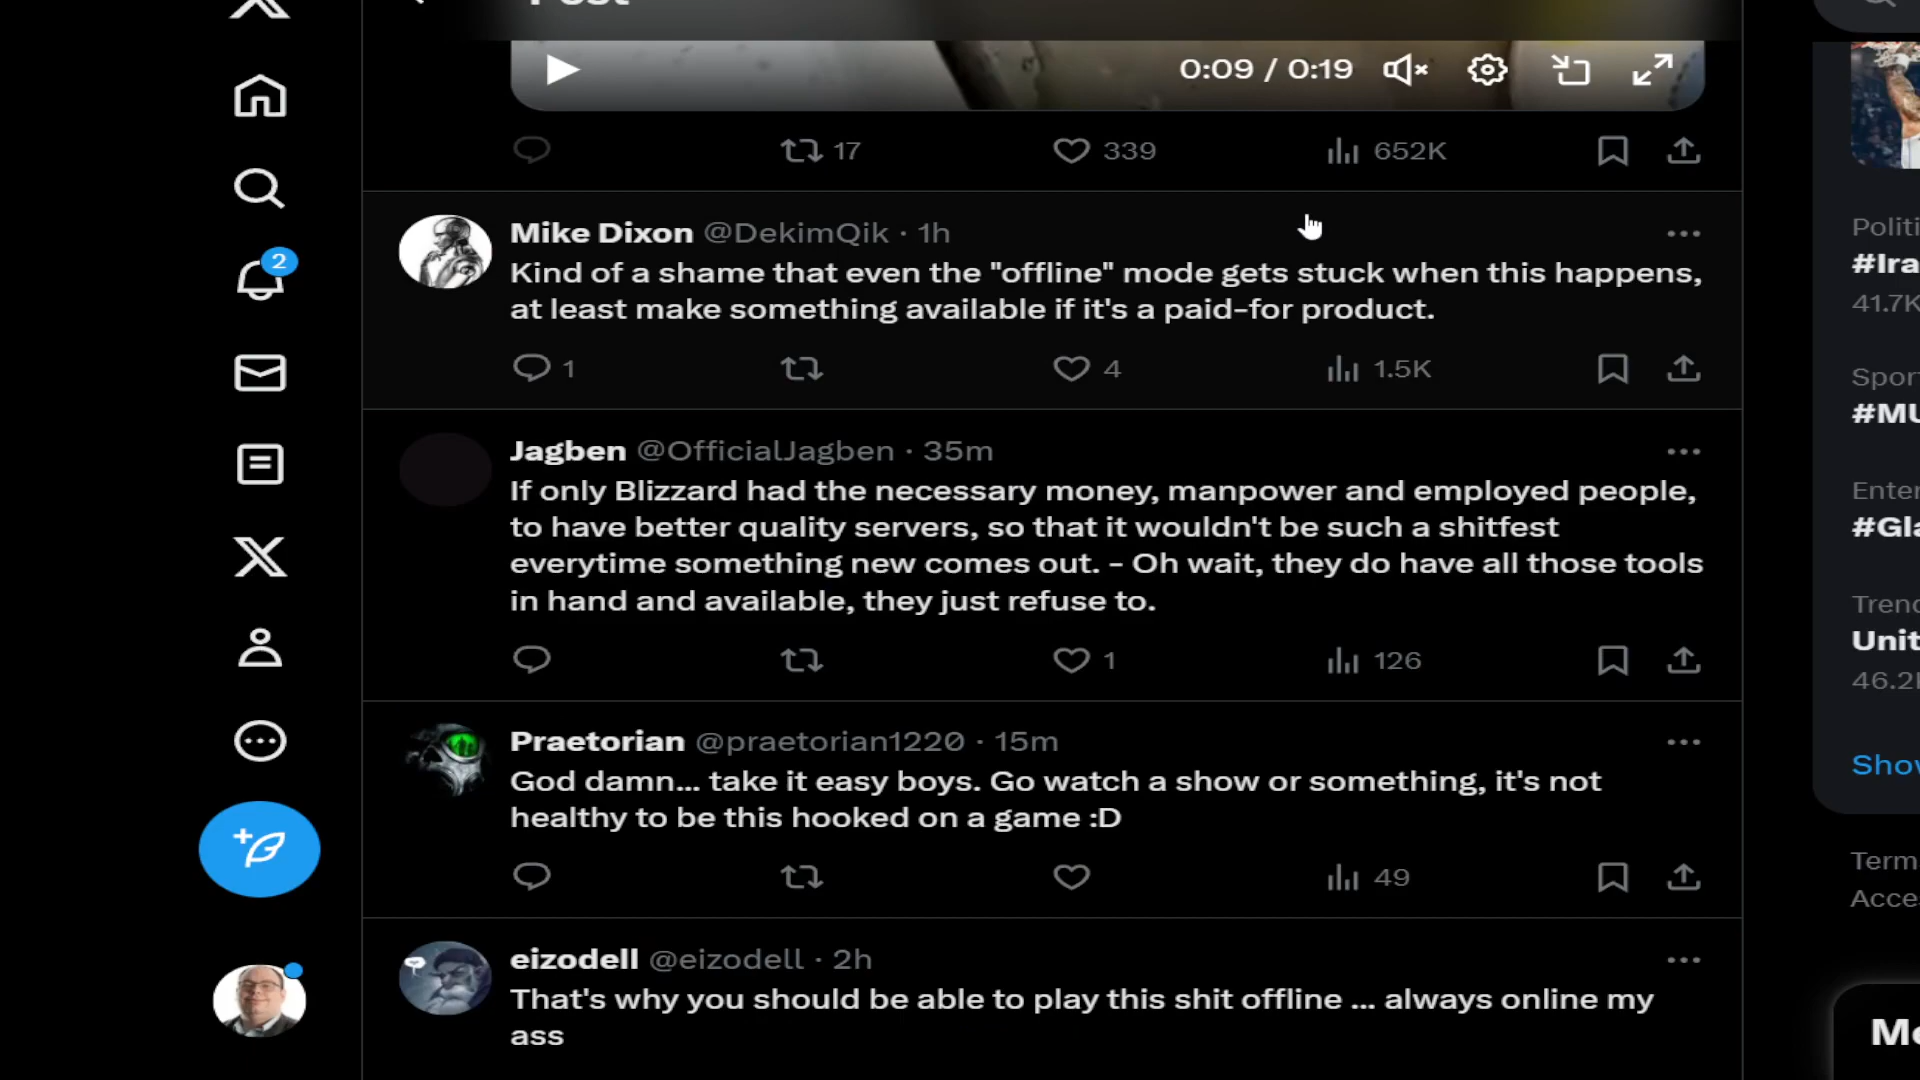 Post
0:09 / 0:19
17
339
652K
2
Mike Dixon @DekimQik · 1h
Kind of a shame that even the "offline" mode gets stuck when this happens,
at least make something available if it's a paid-for product.
1
4
1.5K
Jagben @OfficialJagben · 35m
If only Blizzard had the necessary money, manpower and employed people,
to have better quality servers, so that it wouldn't be such a shitfest
everytime something new comes out. - Oh wait, they do have all those tools
in hand and available, they just refuse to.
1
126
Praetorian @praetorian1220 · 15m
God damn... take it easy boys. Go watch a show or something, it's not
healthy to be this hooked on a game :D
49
eizodell @eizodell · 2h
That's why you should be able to play this shit offline ... always online my
ass
Politi
#Ira
41.7K
Spor
#MU
Enter
#Gla
Trend
Unit
46.2
Show
Term
Acce
Me